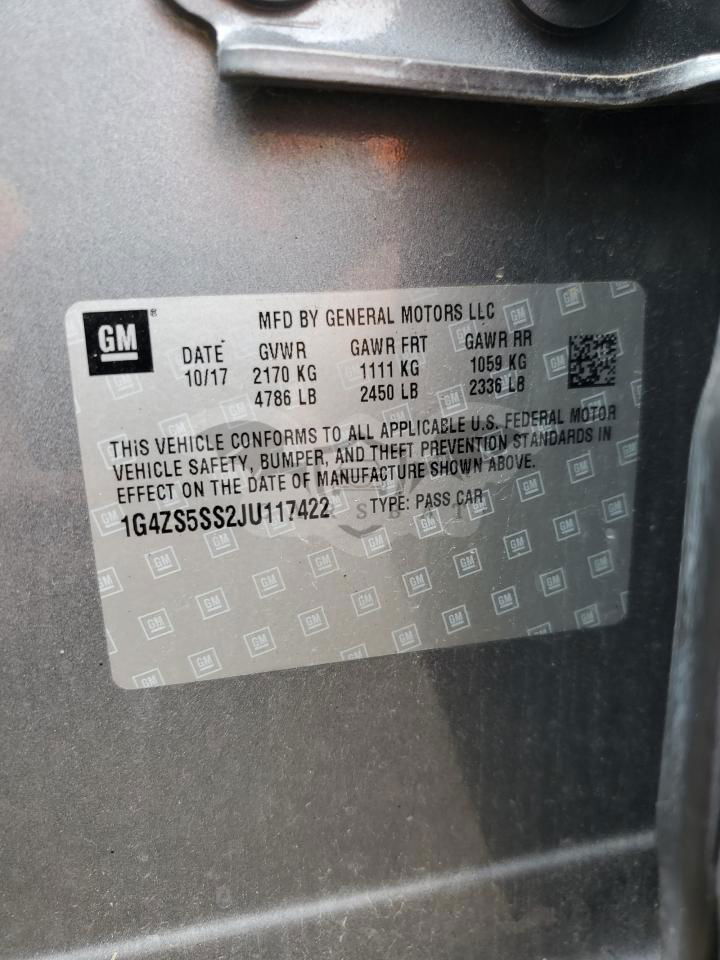 GM ®
MFD BY GENERAL MOTORS LLC
DATE GVWR GAWR FRT GAWR RR
10/17 2170 KG 1111 KG 1059 KG
4786 LB 2450 LB 2336 LB
THIS VEHICLE CONFORMS TO ALL APPLICABLE U.S. FEDERAL MOTOR
VEHICLE SAFETY, BUMPER, AND THEFT PREVENTION STANDARDS IN
EFFECT ON THE DATE OF MANUFACTURE SHOWN ABOVE.
1G4ZS5SS2JU117422 TYPE: PASS CAR